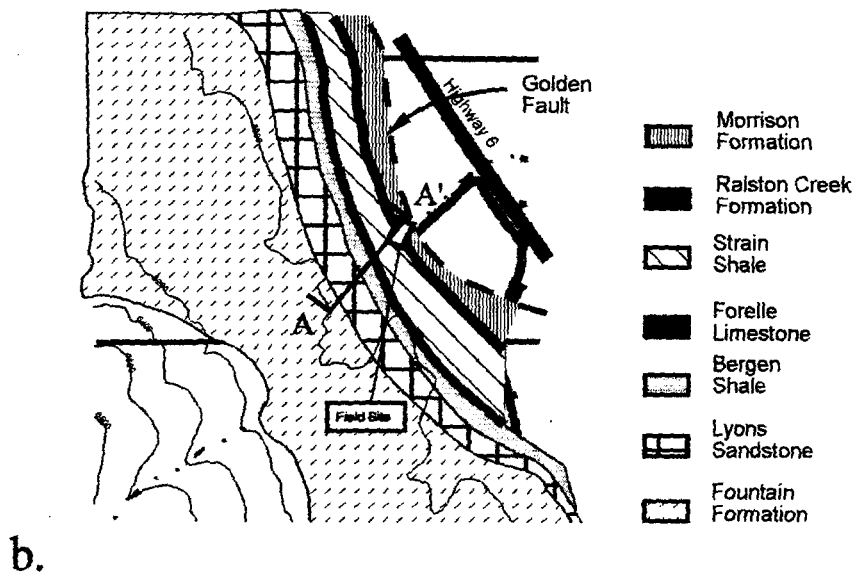 Golden
Fault
Highway 6
A'
A
Field Site
Morrison
Formation
Ralston Creek
Formation
Strain
Shale
Forelle
Limestone
Bergen
Shale
Lyons
Sandstone
Fountain
Formation
b.